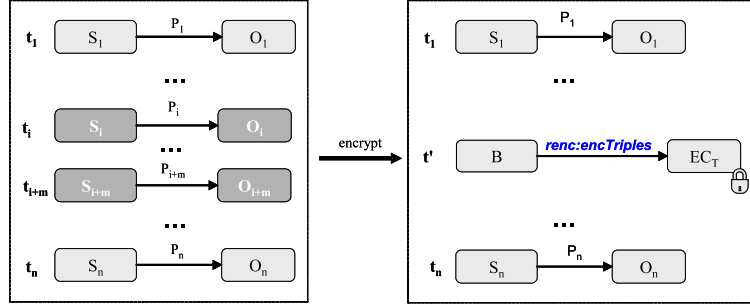 t1 S1 P1 O1
...
ti Si Pi Oi
...
ti+m Si+m Pi+m Oi+m
...
tn Sn Pn On
encrypt
t1 S1 P1 O1
...
t' B renc:encTriples ECT
...
tn Sn Pn On